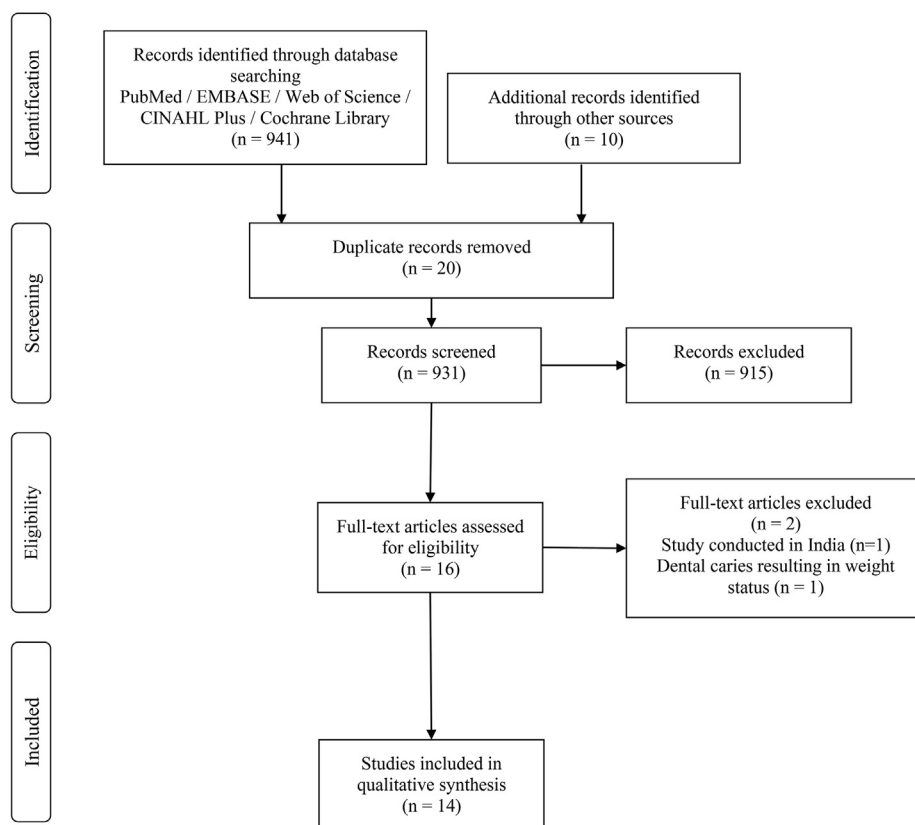 Identification
Records identified through database
searching
PubMed / EMBASE / Web of Science /
CINAHL Plus / Cochrane Library
(n = 941)
Additional records identified
through other sources
(n = 10)
Screening
Duplicate records removed
(n = 20)
Records screened
(n = 931)
Records excluded
(n = 915)
Eligibility
Full-text articles assessed
for eligibility
(n = 16)
Full-text articles excluded
(n = 2)
Study conducted in India (n=1)
Dental caries resulting in weight
status (n = 1)
Included
Studies included in
qualitative synthesis
(n = 14)